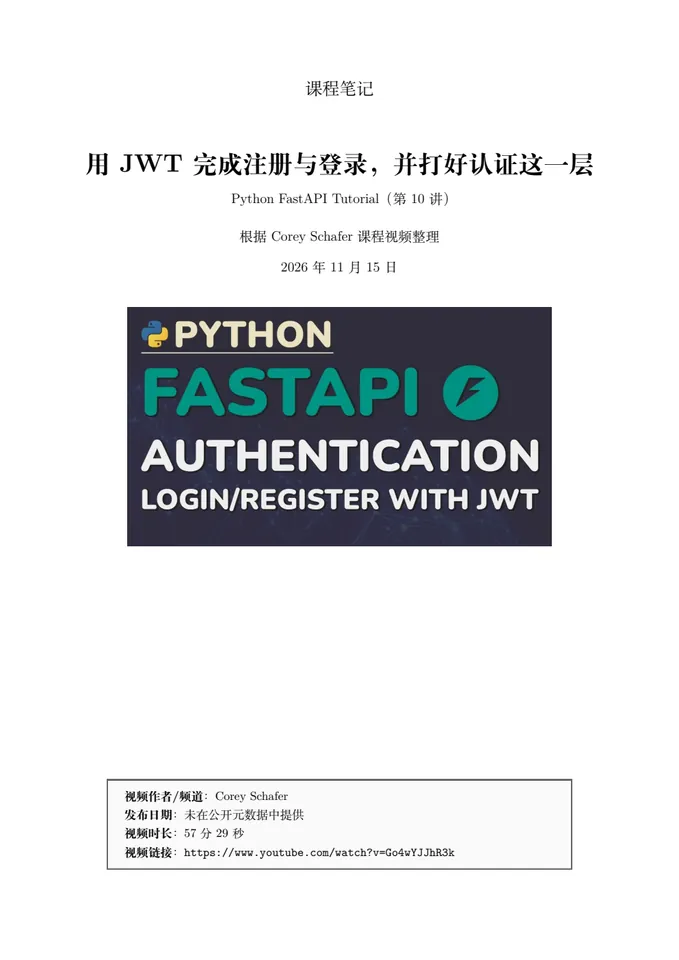 课程笔记
用 JWT 完成注册与登录，并打好认证这一层
Python FastAPI Tutorial（第 10 讲）
根据 Corey Schafer 课程视频整理
2026 年 11 月 15 日
PYTHON
FASTAPI
AUTHENTICATION
LOGIN/REGISTER WITH JWT
视频作者/频道：Corey Schafer
发布日期：未在公开元数据中提供
视频时长：57 分 29 秒
视频链接：https://www.youtube.com/watch?v=Go4wYJJhR3k